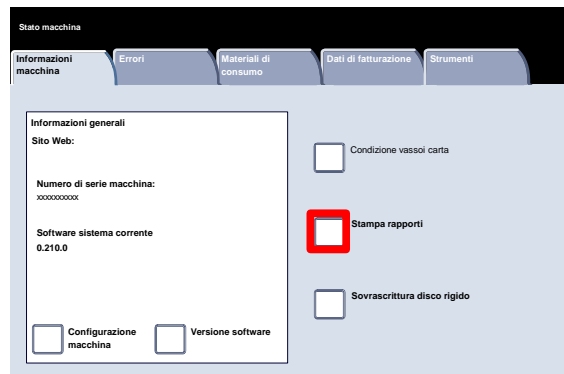 Stato macchina
Informazioni
macchina
Errori
Materiali di
consumo
Dati di fatturazione
Strumenti
Informazioni generali
Sito Web:
Numero di serie macchina:
xxxxxxxxxx
Software sistema corrente
0.210.0
Configurazione
macchina
Versione software
Condizione vassoi carta
Stampa rapporti
Sovrascrittura disco rigido